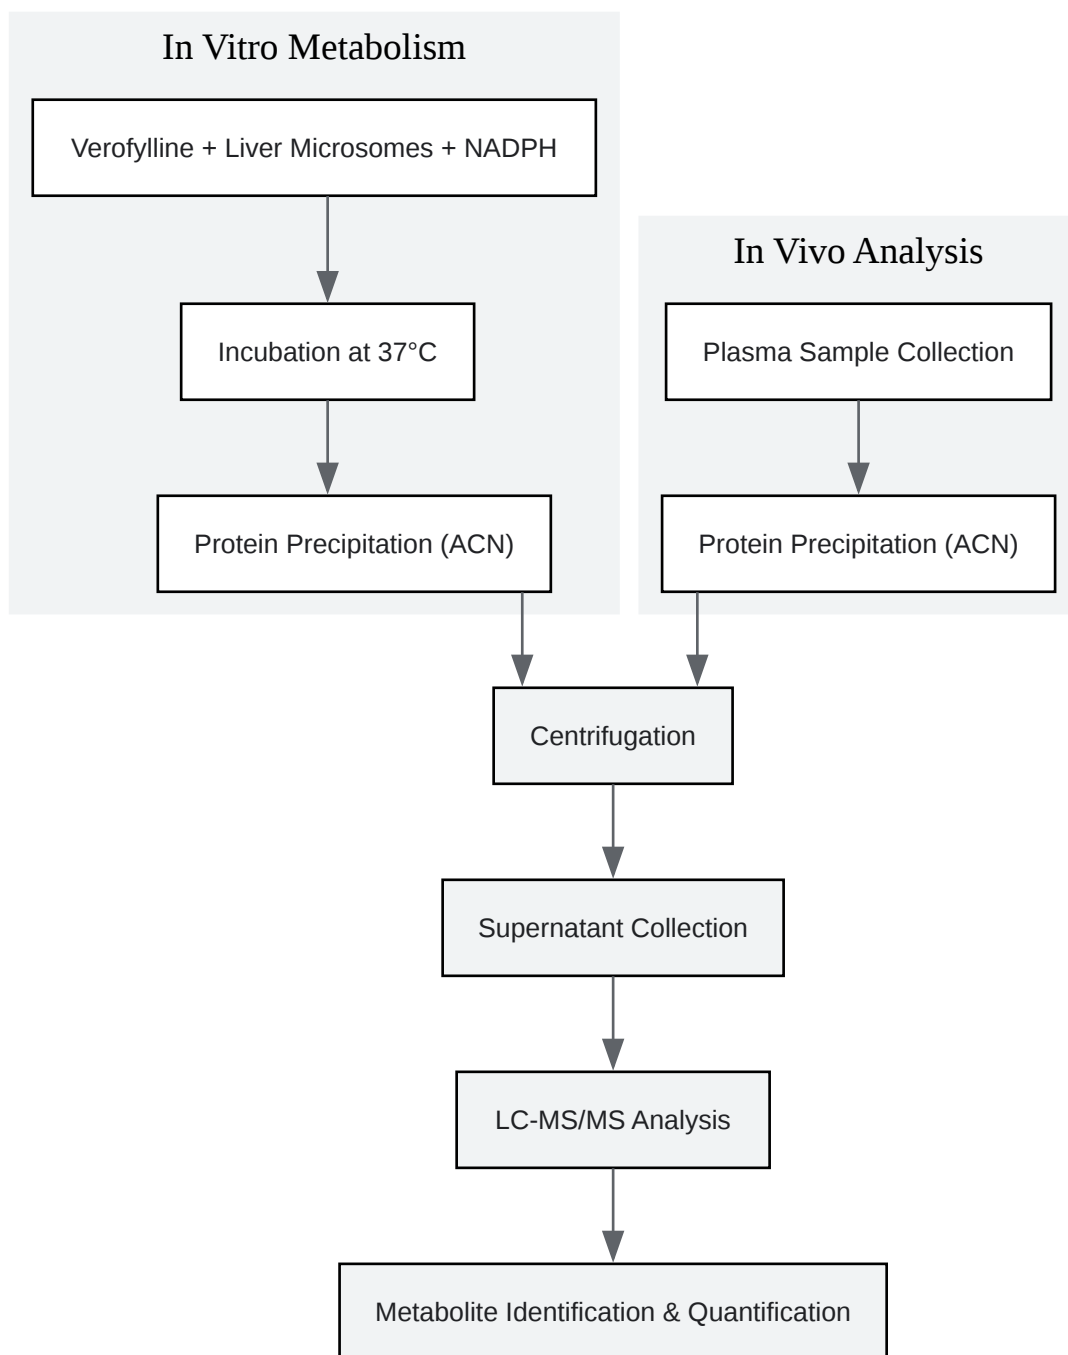 In Vitro Metabolism
Verofylline + Liver Microsomes + NADPH
Incubation at 37°C
Protein Precipitation (ACN)
In Vivo Analysis
Plasma Sample Collection
Protein Precipitation (ACN)
Centrifugation
Supernatant Collection
LC-MS/MS Analysis
Metabolite Identification & Quantification